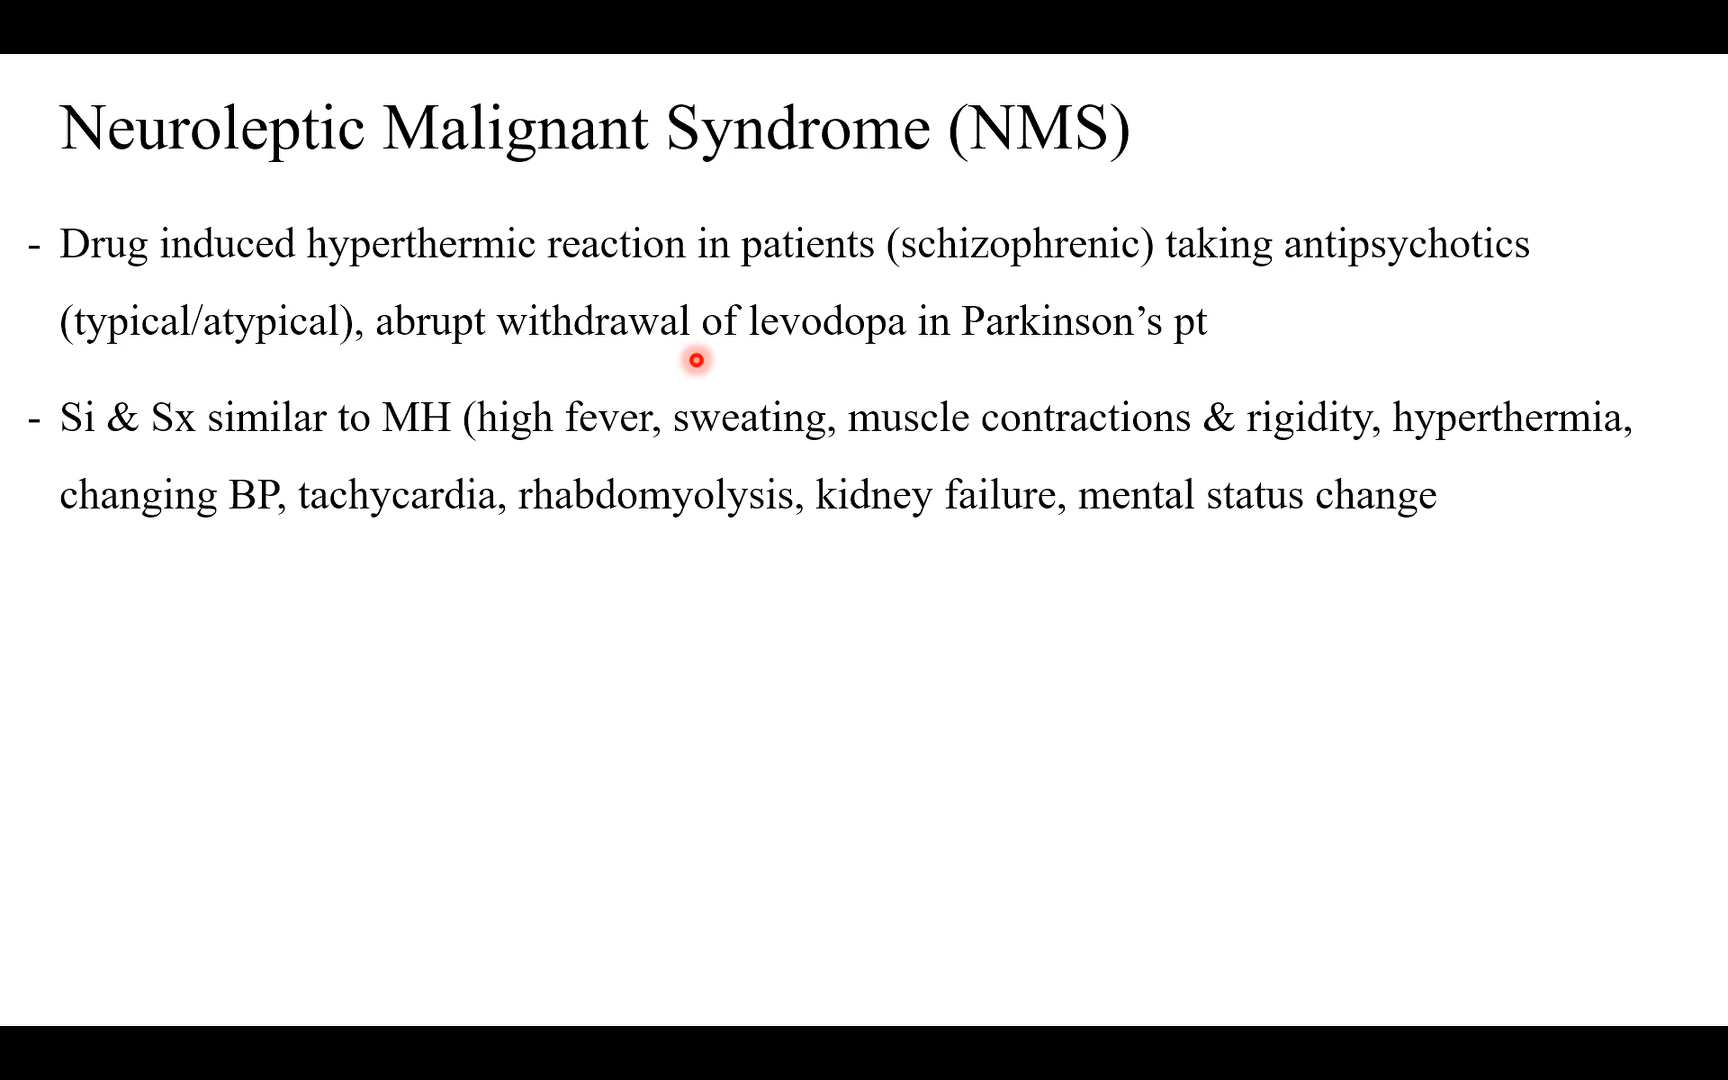 Neuroleptic Malignant Syndrome (NMS)
- Drug induced hyperthermic reaction in patients (schizophrenic) taking antipsychotics
(typical/atypical), abrupt withdrawal of levodopa in Parkinson’s pt
- Si & Sx similar to MH (high fever, sweating, muscle contractions & rigidity, hyperthermia,
changing BP, tachycardia, rhabdomyolysis, kidney failure, mental status change